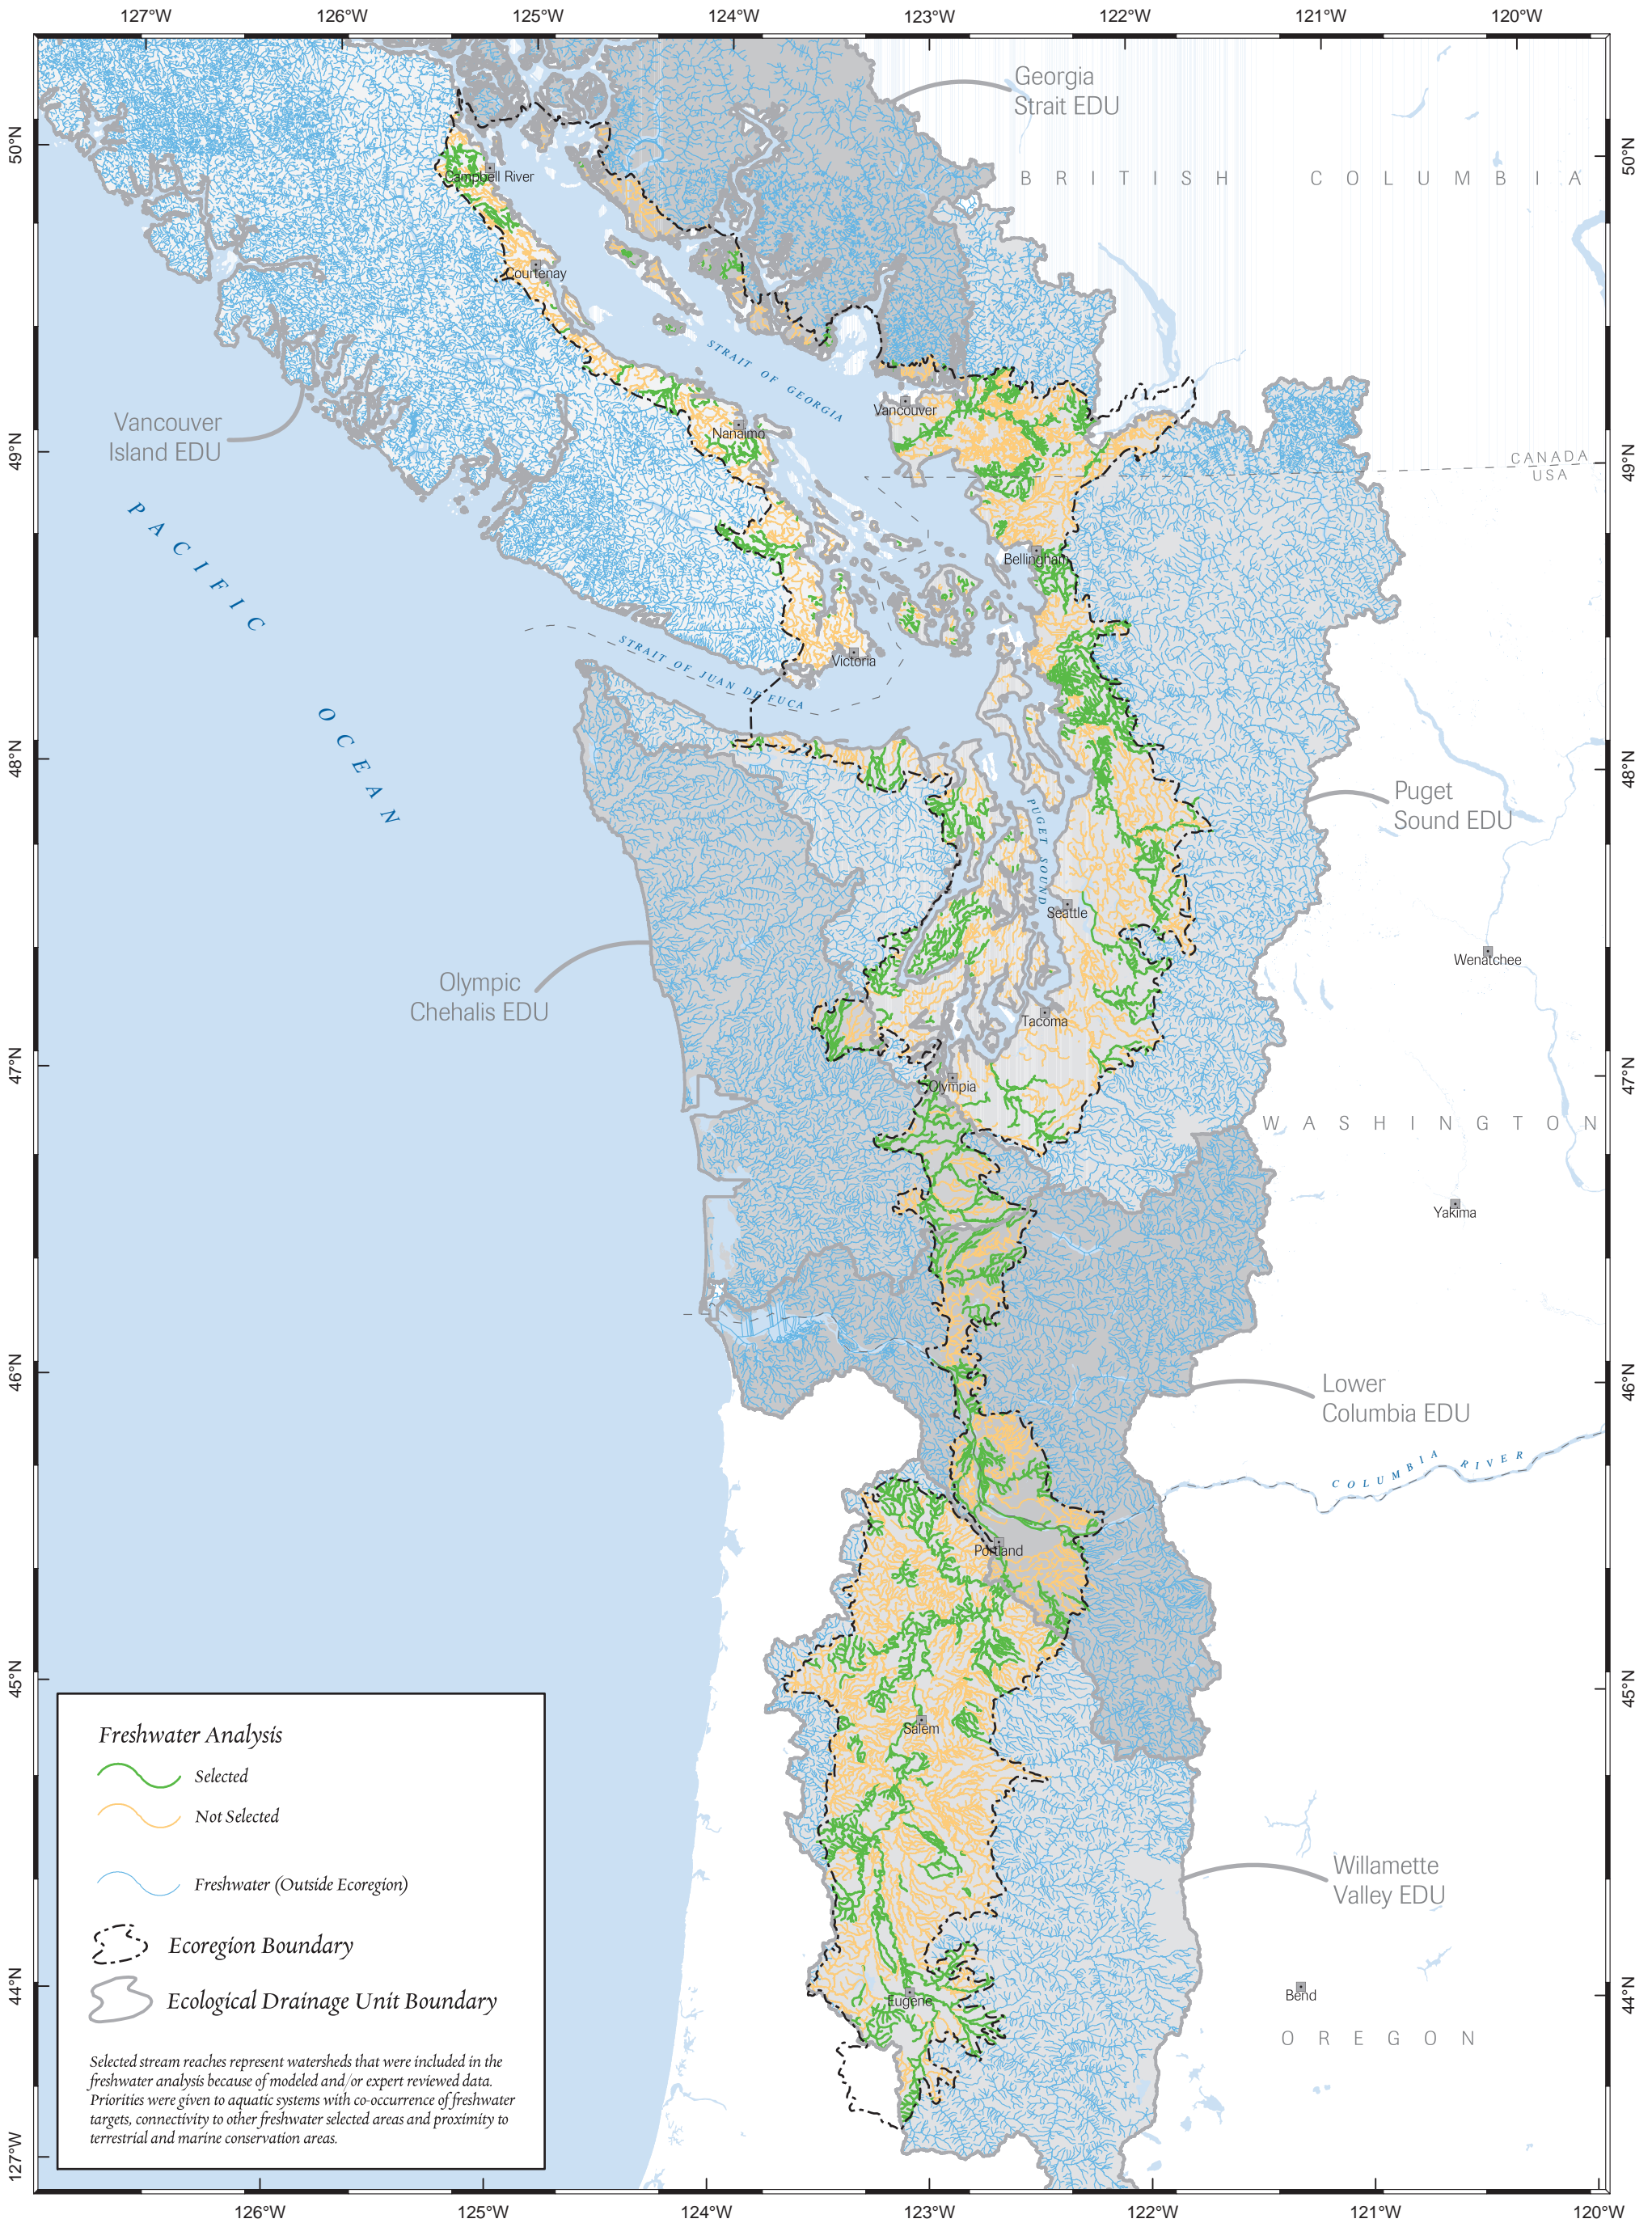 127°W 126°W 125°W 124°W 123°W 122°W 121°W 120°W
Georgia
Strait EDU
50°N
50°N
BRITISH COLUMBIA
Campbell River
Courtenay
STRAIT OF GEORGIA
Vancouver
Vancouver
Island EDU
Nanaimo
49°N
49°N
CANADA
USA
PACIFIC OCEAN
Bellingham
STRAIT OF JUAN DE FUCA
Victoria
48°N
48°N
Puget
Sound EDU
PUGET SOUND
Seattle
Wenatchee
Olympic
Chehalis EDU
Tacoma
47°N
47°N
Olympia
WASHINGTON
Yakima
46°N
46°N
Lower
Columbia EDU
COLUMBIA RIVER
Portland
45°N
45°N
Salem
Willamette
Valley EDU
44°N
44°N
Eugene
Bend
OREGON
Freshwater Analysis
Selected
Not Selected
Freshwater (Outside Ecoregion)
Ecoregion Boundary
Ecological Drainage Unit Boundary
Selected stream reaches represent watersheds that were included in the
freshwater analysis because of modeled and/or expert reviewed data.
Priorities were given to aquatic systems with co-occurrence of freshwater
targets, connectivity to other freshwater selected areas and proximity to
terrestrial and marine conservation areas.
127°W
126°W 125°W 124°W 123°W 122°W 121°W 120°W